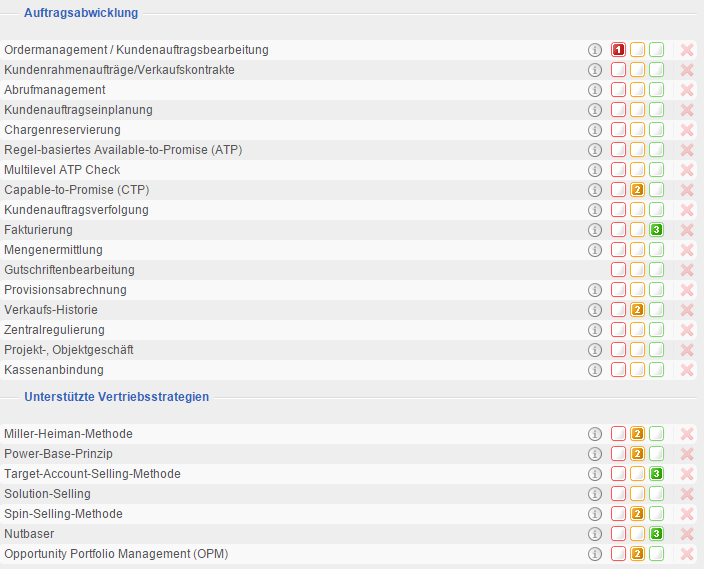 Auftragsabwicklung
Ordermanagement / Kundenauftragsbearbeitung 1
Kundenrahmenaufträge/Verkaufskontrakte
Abrufmanagement
Kundenauftragseinplanung
Chargenreservierung
Regel-basiertes Available-to-Promise (ATP)
Multilevel ATP Check
Capable-to-Promise (CTP) 2
Kundenauftragsverfolgung
Fakturierung 3
Mengenermittlung
Gutschriftenbearbeitung
Provisionsabrechnung
Verkaufs-Historie 2
Zentralregulierung
Projekt-, Objektgeschäft
Kassenanbindung
Unterstützte Vertriebsstrategien
Miller-Heiman-Methode 2
Power-Base-Prinzip 2
Target-Account-Selling-Methode 3
Solution-Selling
Spin-Selling-Methode 2
Nutbaser 3
Opportunity Portfolio Management (OPM) 2